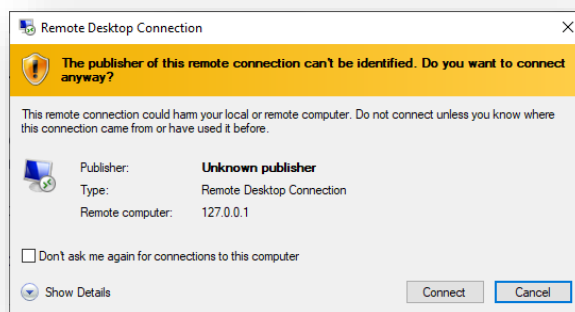 Remote Desktop Connection
The publisher of this remote connection can't be identified. Do you want to connect
anyway?
This remote connection could harm your local or remote computer. Do not connect unless you know where
this connection came from or have used it before.
Publisher: Unknown publisher
Type: Remote Desktop Connection
Remote computer: 127.0.0.1
Don't ask me again for connections to this computer
Show Details Connect Cancel